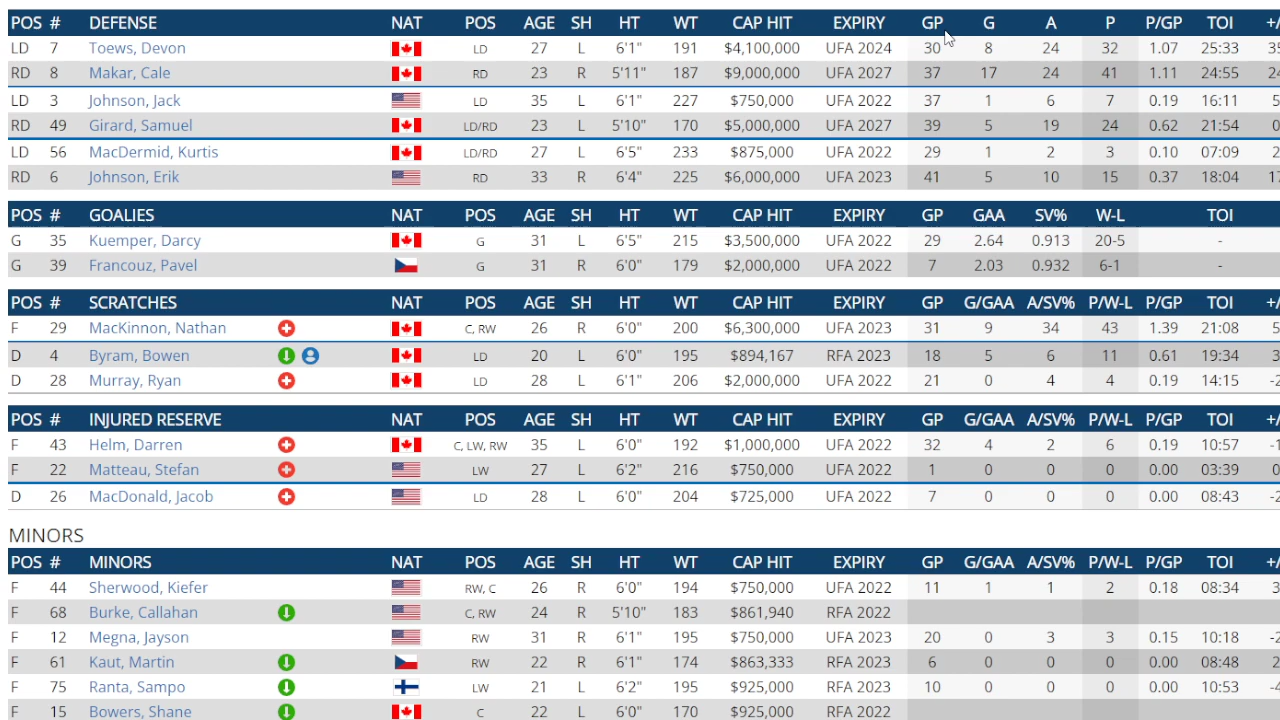 POS # DEFENSE NAT POS AGE SH HT WT CAP HIT EXPIRY GP G A P P/GP TOI +/
LD 7 Toews, Devon LD 27 L 6'1" 191 $4,100,000 UFA 2024 30 8 24 32 1.07 25:33 35
RD 8 Makar, Cale RD 23 R 5'11" 187 $9,000,000 UFA 2027 37 17 24 41 1.11 24:55 24
LD 3 Johnson, Jack LD 35 L 6'1" 227 $750,000 UFA 2022 37 1 6 7 0.19 16:11 5
RD 49 Girard, Samuel LD/RD 23 L 5'10" 170 $5,000,000 UFA 2027 39 5 19 24 0.62 21:54 0
LD 56 MacDermid, Kurtis LD/RD 27 L 6'5" 233 $875,000 UFA 2022 29 1 2 3 0.10 07:09 2
RD 6 Johnson, Erik RD 33 R 6'4" 225 $6,000,000 UFA 2023 41 5 10 15 0.37 18:04 17
POS # GOALIES NAT POS AGE SH HT WT CAP HIT EXPIRY GP GAA SV% W-L TOI
G 35 Kuemper, Darcy G 31 L 6'5" 215 $3,500,000 UFA 2022 29 2.64 0.913 20-5 -
G 39 Francouz, Pavel G 31 R 6'0" 179 $2,000,000 UFA 2022 7 2.03 0.932 6-1 -
POS # SCRATCHES NAT POS AGE SH HT WT CAP HIT EXPIRY GP G/GAA A/SV% P/W-L P/GP TOI +/
F 29 MacKinnon, Nathan C, RW 26 R 6'0" 200 $6,300,000 UFA 2023 31 9 34 43 1.39 21:08 5
D 4 Byram, Bowen LD 20 L 6'0" 195 $894,167 RFA 2023 18 5 6 11 0.61 19:34 3
D 28 Murray, Ryan LD 28 L 6'1" 206 $2,000,000 UFA 2022 21 0 4 4 0.19 14:15 -2
POS # INJURED RESERVE NAT POS AGE SH HT WT CAP HIT EXPIRY GP G/GAA A/SV% P/W-L P/GP TOI +/
F 43 Helm, Darren C, LW, RW 35 L 6'0" 192 $1,000,000 UFA 2022 32 4 2 6 0.19 10:57 -1
F 22 Matteau, Stefan LW 27 L 6'2" 216 $750,000 UFA 2022 1 0 0 0 0.00 03:39 0
D 26 MacDonald, Jacob LD 28 L 6'0" 204 $725,000 UFA 2022 7 0 0 0 0.00 08:43 -2
MINORS
POS # MINORS NAT POS AGE SH HT WT CAP HIT EXPIRY GP G/GAA A/SV% P/W-L P/GP TOI +/
F 44 Sherwood, Kiefer RW, C 26 R 6'0" 194 $750,000 UFA 2022 11 1 1 2 0.18 08:34 3
F 68 Burke, Callahan C, RW 24 R 5'10" 183 $861,940 RFA 2022
F 12 Megna, Jayson RW 31 R 6'1" 195 $750,000 UFA 2023 20 0 3 3 0.15 10:18 -2
F 61 Kaut, Martin RW 22 R 6'1" 174 $863,333 RFA 2023 6 0 0 0 0.00 08:48 2
F 75 Ranta, Sampo LW 21 L 6'2" 195 $925,000 RFA 2023 10 0 0 0 0.00 10:53 -4
F 15 Bowers, Shane C 22 L 6'0" 170 $925,000 RFA 2022